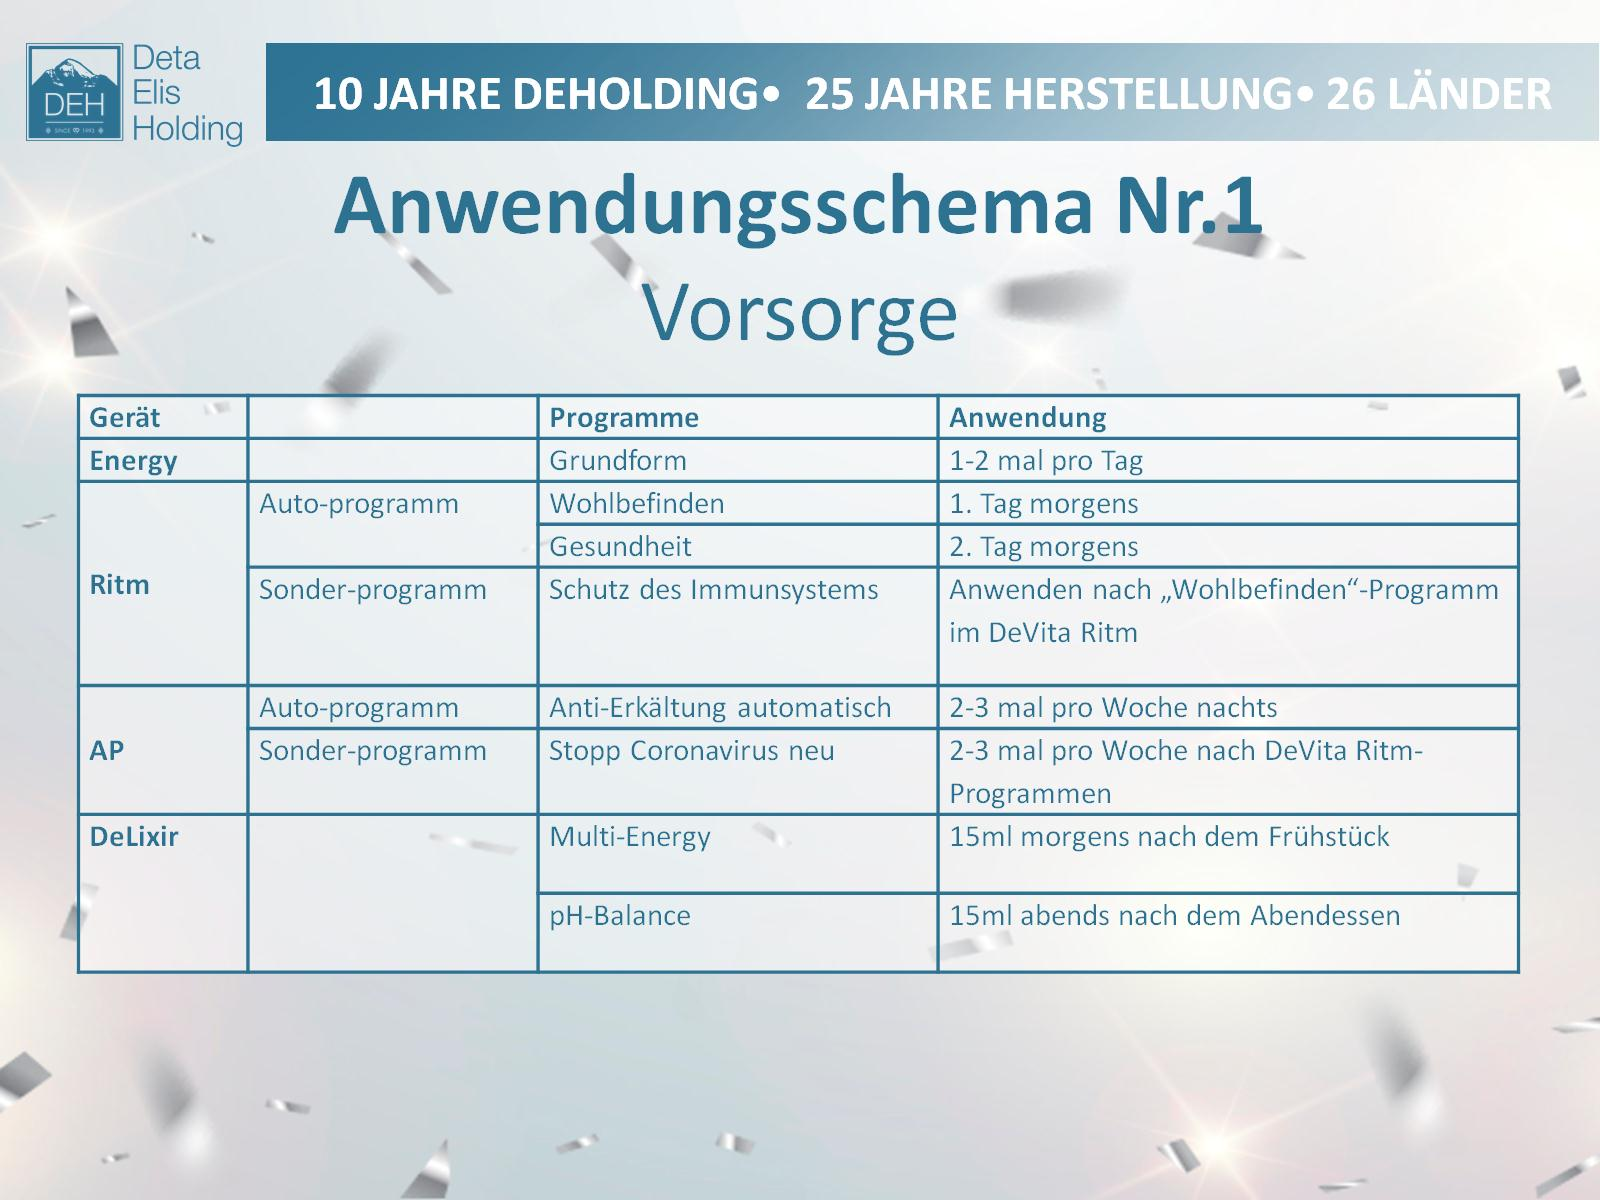 Deta
Elis
Holding
DEH
SINCE 1993
10 JAHRE DEHOLDING• 25 JAHRE HERSTELLUNG• 26 LÄNDER
Anwendungsschema Nr.1
Vorsorge
Gerät Programme Anwendung
Energy Grundform 1-2 mal pro Tag
Ritm Auto-programm Wohlbefinden 1. Tag morgens
Gesundheit 2. Tag morgens
Sonder-programm Schutz des Immunsystems Anwenden nach „Wohlbefinden“-Programm
im DeVita Ritm
AP Auto-programm Anti-Erkältung automatisch 2-3 mal pro Woche nachts
Sonder-programm Stopp Coronavirus neu 2-3 mal pro Woche nach DeVita Ritm-
Programmen
DeLixir Multi-Energy 15ml morgens nach dem Frühstück
pH-Balance 15ml abends nach dem Abendessen